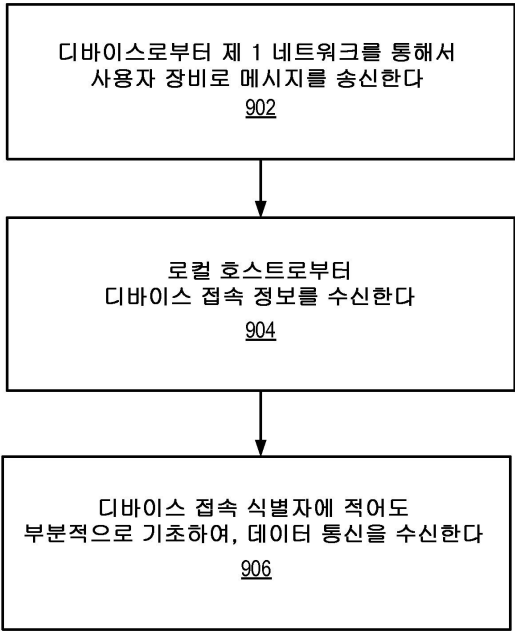 디바이스로부터 제 1 네트워크를 통해서
사용자 장비로 메시지를 송신한다
902
로컬 호스트로부터
디바이스 접속 정보를 수신한다
904
디바이스 접속 식별자에 적어도
부분적으로 기초하여, 데이터 통신을 수신한다
906